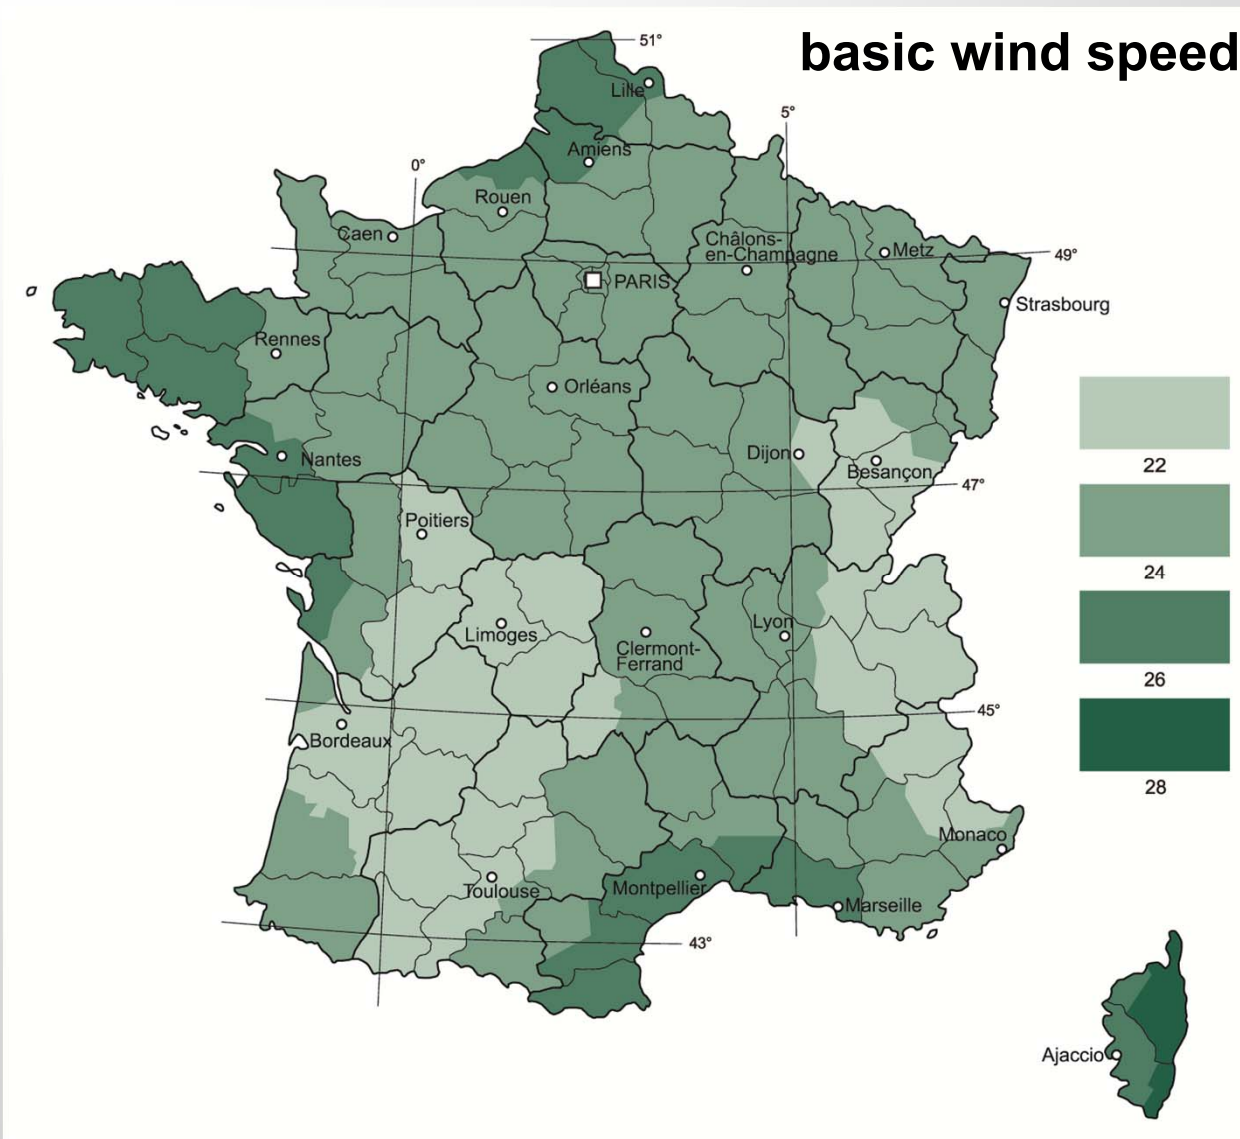 basic wind speed
51°
Lille
5°
Amiens
0°
Rouen
Caen
Châlons-
en-Champagne
Metz
49°
PARIS
Strasbourg
Rennes
Orléans
22
Dijon
Besançon
Nantes
47°
Poitiers
24
Lyon
Limoges
Clermont-
Ferrand
26
45°
Bordeaux
28
Monaco
Toulouse
Montpellier
Marseille
43°
Ajaccio